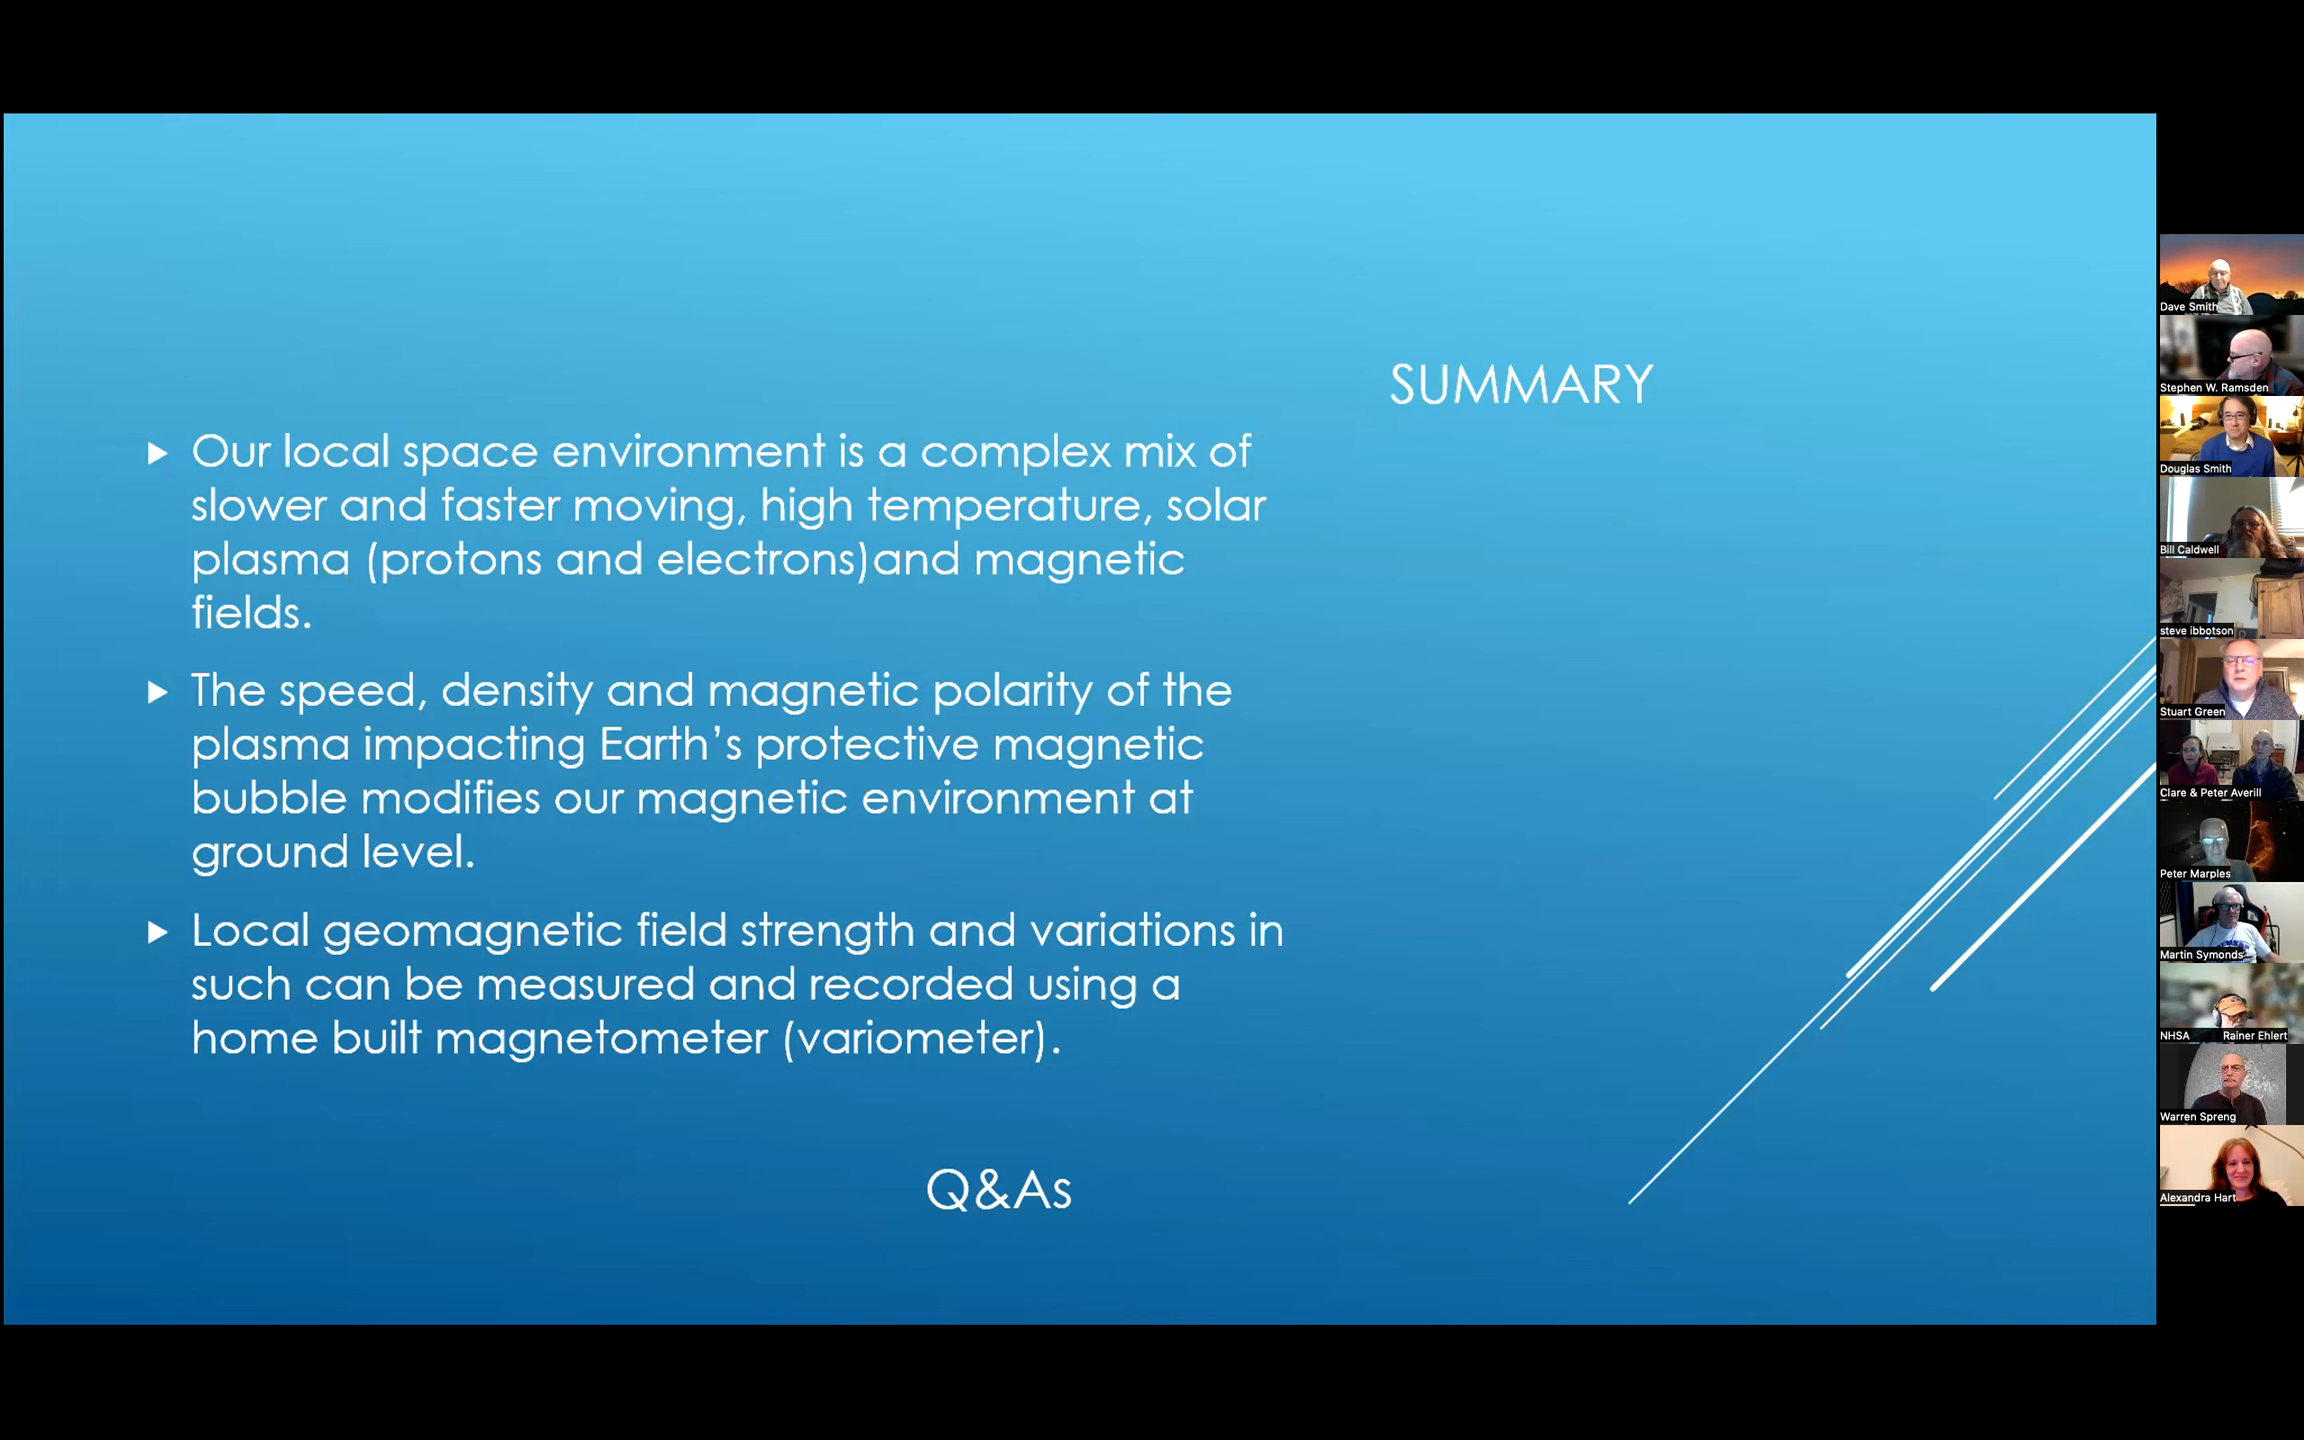 SUMMARY
Our local space environment is a complex mix of
slower and faster moving, high temperature, solar
plasma (protons and electrons)and magnetic
fields.
The speed, density and magnetic polarity of the
plasma impacting Earth’s protective magnetic
bubble modifies our magnetic environment at
ground level.
Local geomagnetic field strength and variations in
such can be measured and recorded using a
home built magnetometer (variometer).
Q&As
Dave Smith
Stephen W. Ramsden
Douglas Smith
Bill Caldwell
steve ibbotson
Stuart Green
Clare & Peter Averill
Peter Marples
Martin Symonds
NHSA Rainer Ehlert
Warren Spreng
Alexandra Hart